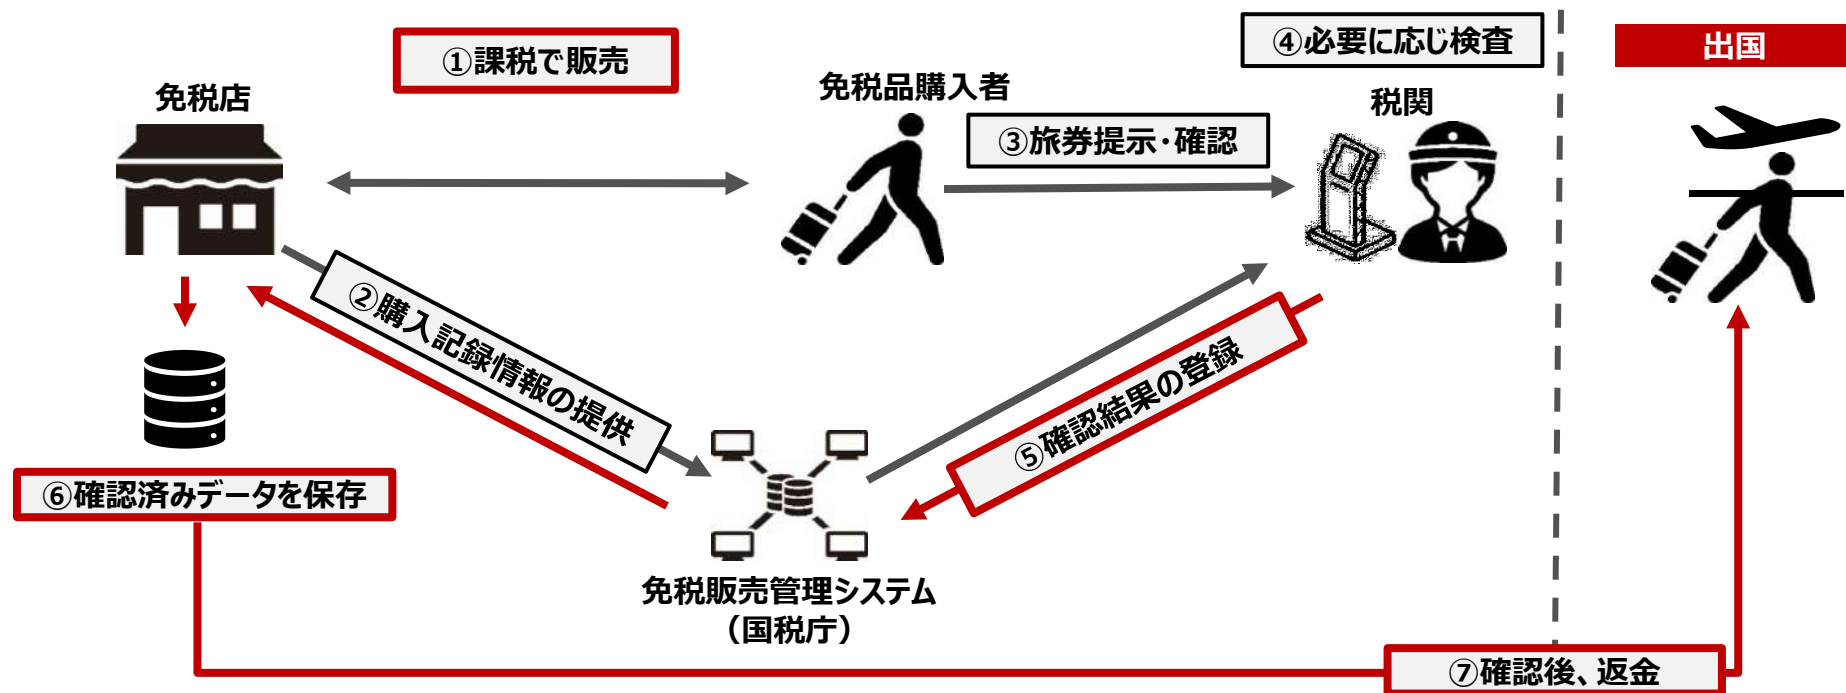 ①課税で販売
④必要に応じ検査
出国
免税店
免税品購入者
税関
③旅券提示・確認
②購入記録情報の提供
⑤確認結果の登録
⑥確認済みデータを保存
免税販売管理システム
（国税庁）
⑦確認後、返金